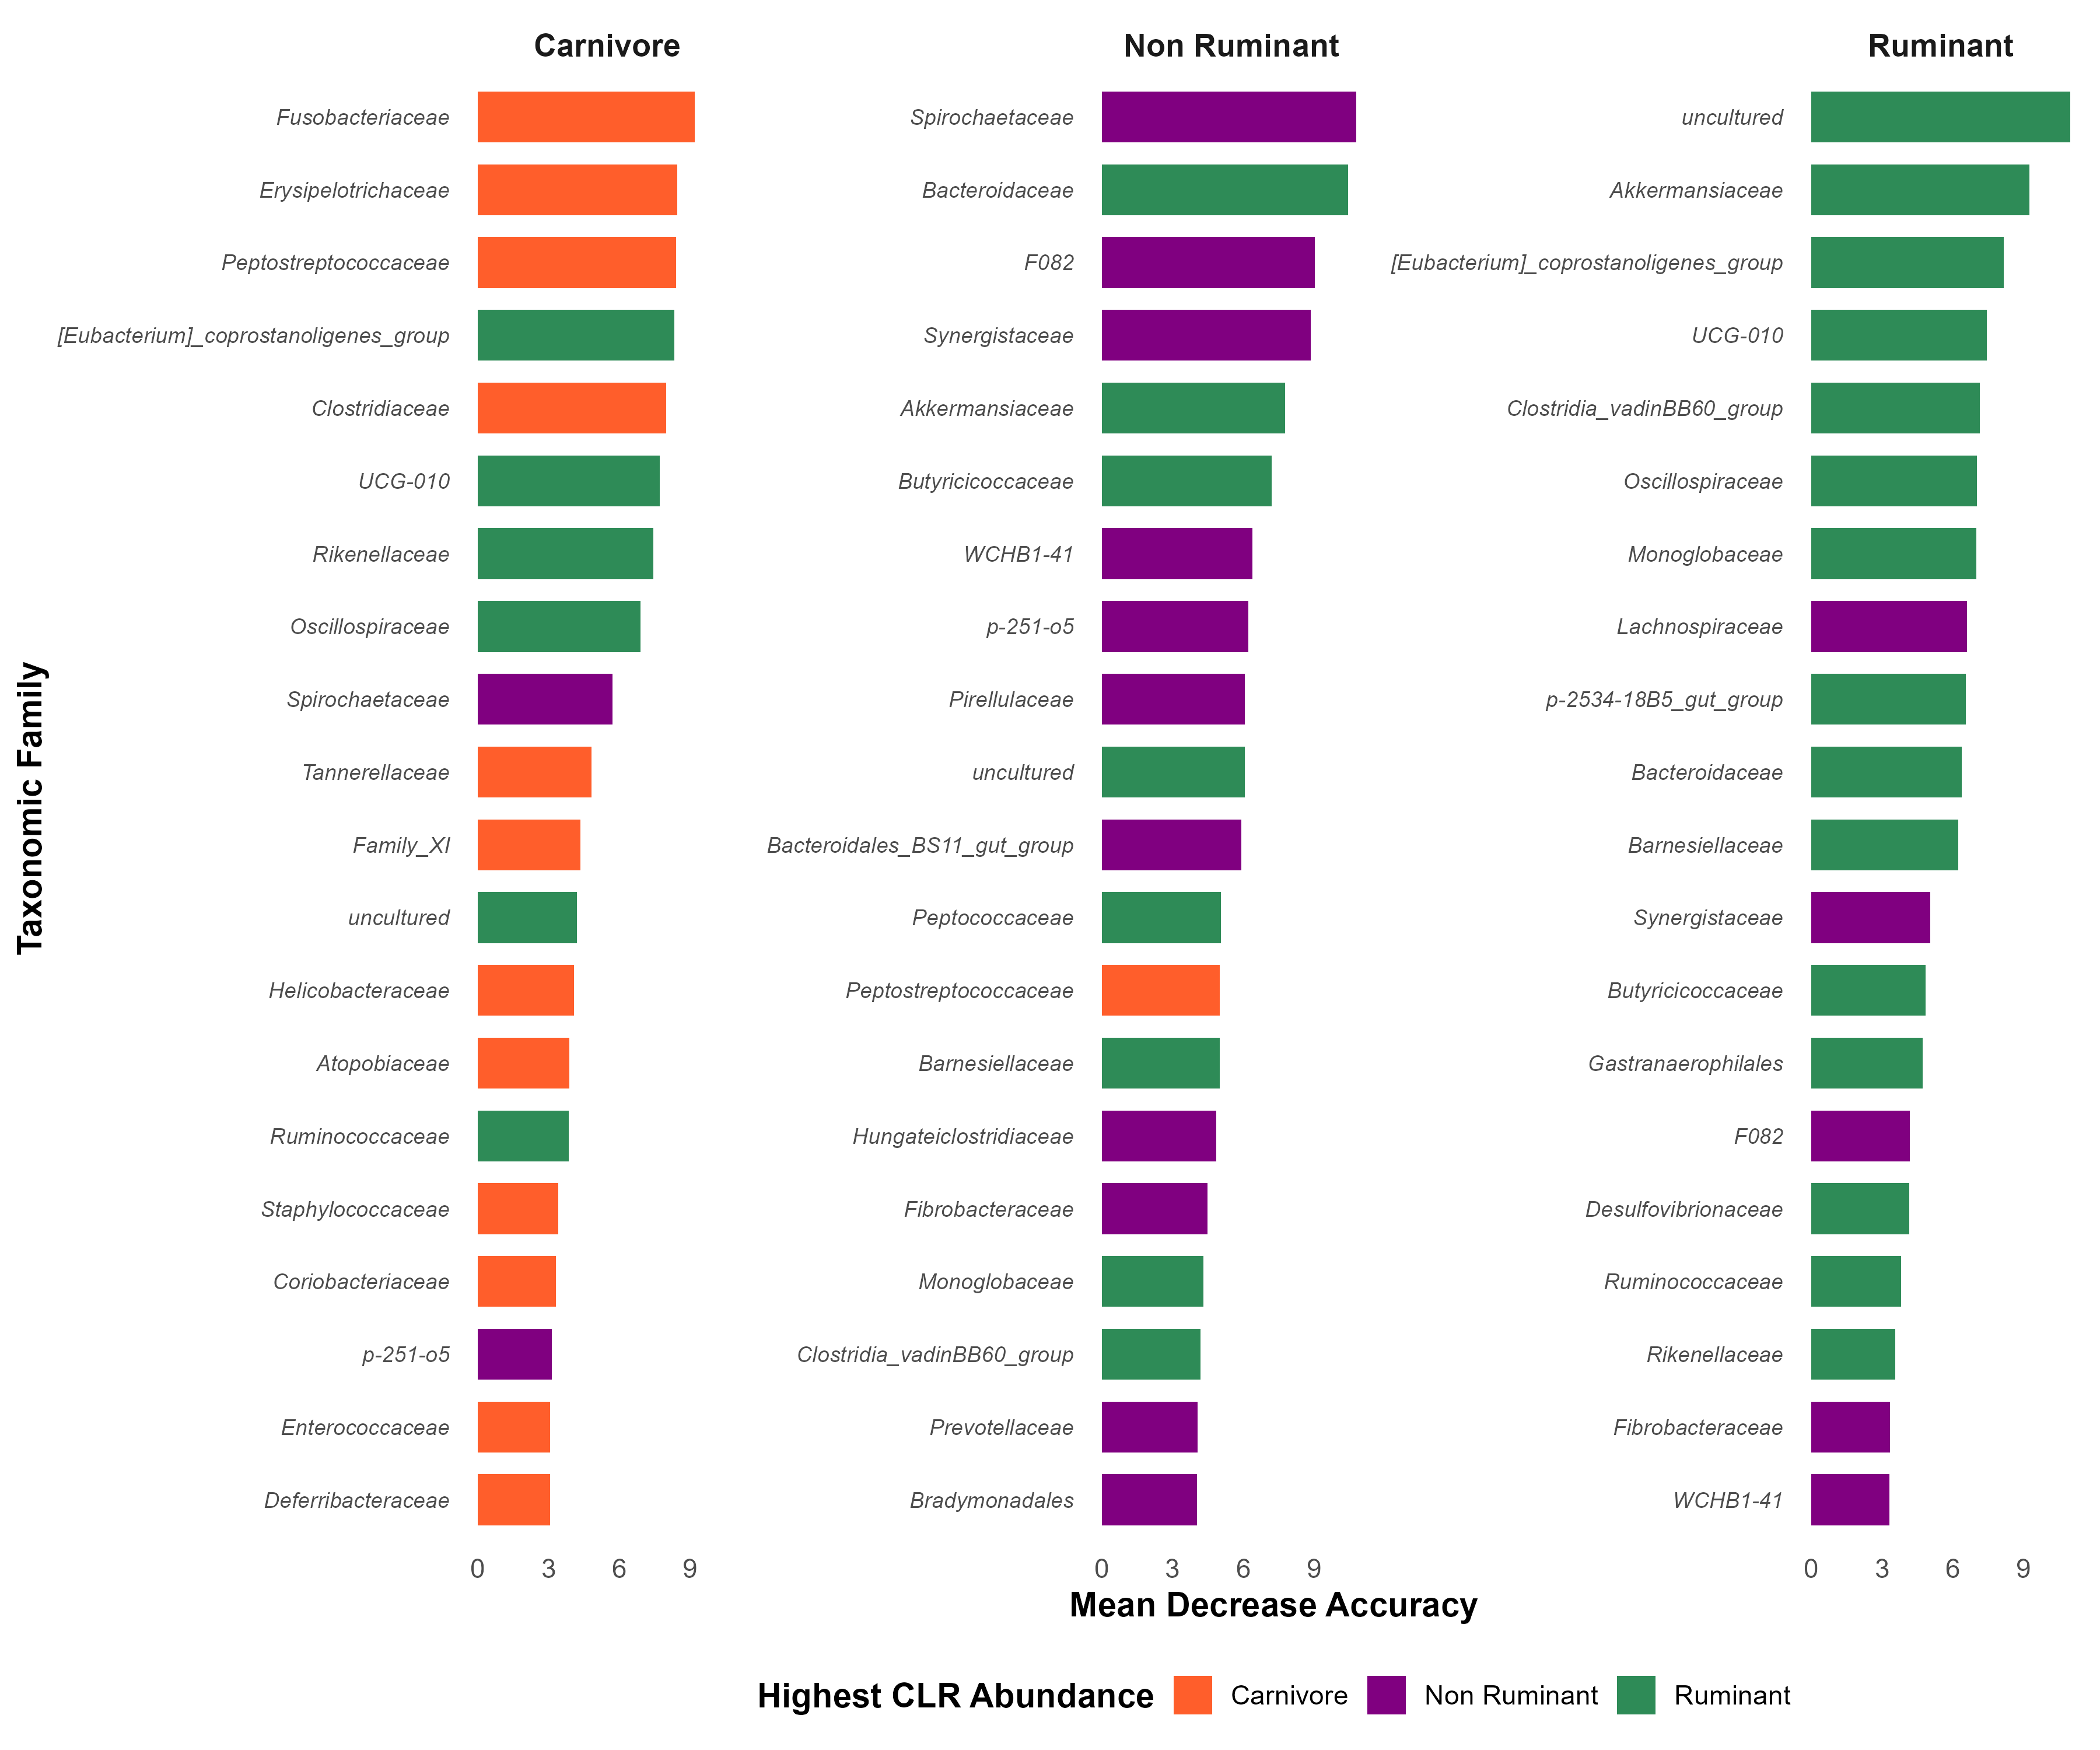 Carnivore
Non Ruminant
Ruminant
Taxonomic Family
Fusobacteriaceae
Erysipelotrichaceae
Peptostreptococcaceae
[Eubacterium]_coprostanoligenes_group
Clostridiaceae
UCG-010
Rikenellaceae
Oscillospiraceae
Spirochaetaceae
Tannerellaceae
Family_XI
uncultured
Helicobacteraceae
Atopobiaceae
Ruminococcaceae
Staphylococcaceae
Coriobacteriaceae
p-251-o5
Enterococcaceae
Deferribacteraceae
0 3 6 9
Spirochaetaceae
Bacteroidaceae
F082
Synergistaceae
Akkermansiaceae
Butyricicoccaceae
WCHB1-41
p-251-o5
Pirellulaceae
uncultured
Bacteroidales_BS11_gut_group
Peptococcaceae
Peptostreptococcaceae
Barnesiellaceae
Hungateiclostridiaceae
Fibrobacteraceae
Monoglobaceae
Clostridia_vadinBB60_group
Prevotellaceae
Bradymonadales
0 3 6 9
uncultured
Akkermansiaceae
[Eubacterium]_coprostanoligenes_group
UCG-010
Clostridia_vadinBB60_group
Oscillospiraceae
Monoglobaceae
Lachnospiraceae
p-2534-18B5_gut_group
Bacteroidaceae
Barnesiellaceae
Synergistaceae
Butyricicoccaceae
Gastranaerophilales
F082
Desulfovibrionaceae
Ruminococcaceae
Rikenellaceae
Fibrobacteraceae
WCHB1-41
0 3 6 9
Mean Decrease Accuracy
Highest CLR Abundance Carnivore Non Ruminant Ruminant